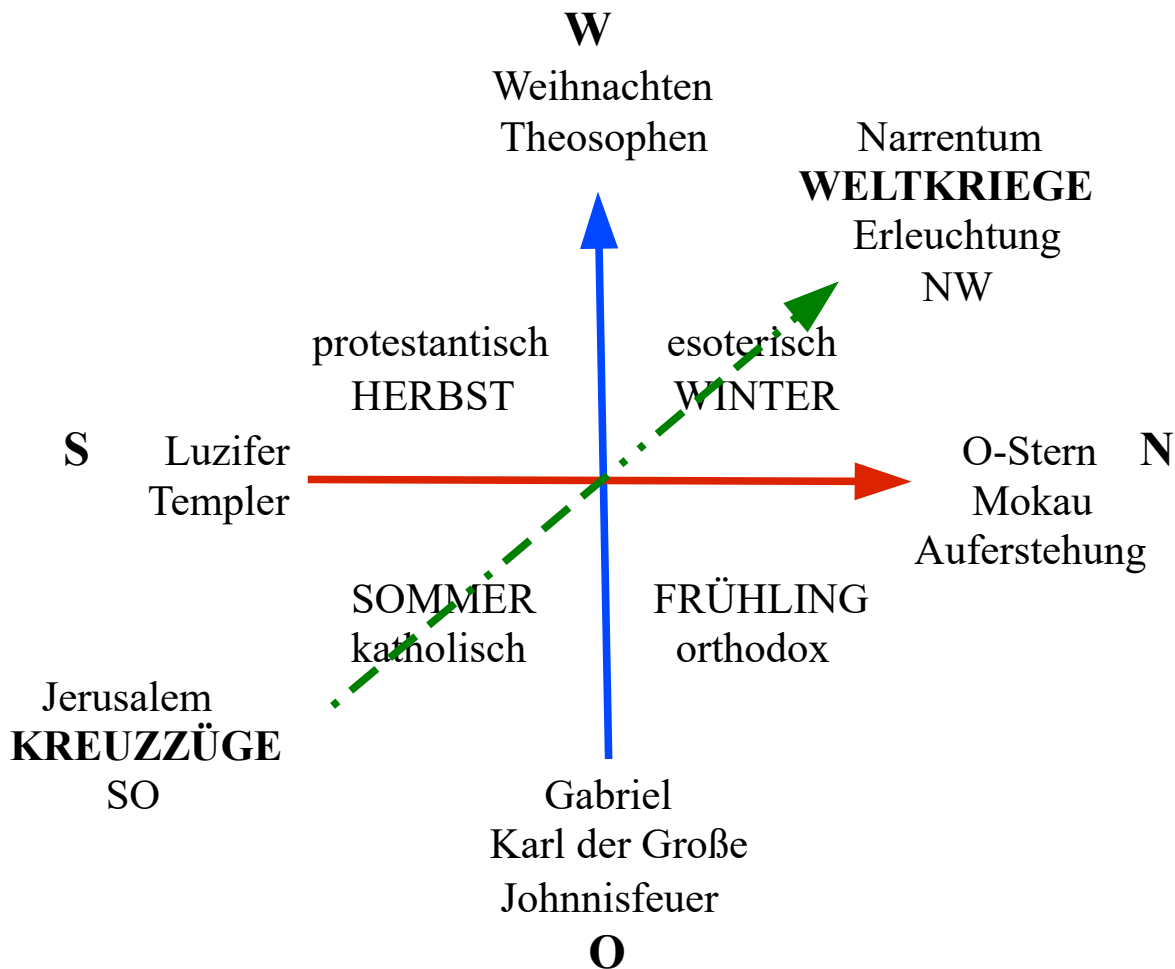 W
Weihnachten
Theosophen
Narrentum
WELTKRIEGE
Erleuchtung
NW
protestantisch
HERBST
esoterisch
WINTER
S
Luzifer
Templer
O-Stern
Mokau
Auferstehung
N
SOMMER
katholisch
FRÜHLING
orthodox
Jerusalem
KREUZZÜGE
SO
Gabriel
Karl der Große
Johnnisfeuer
O